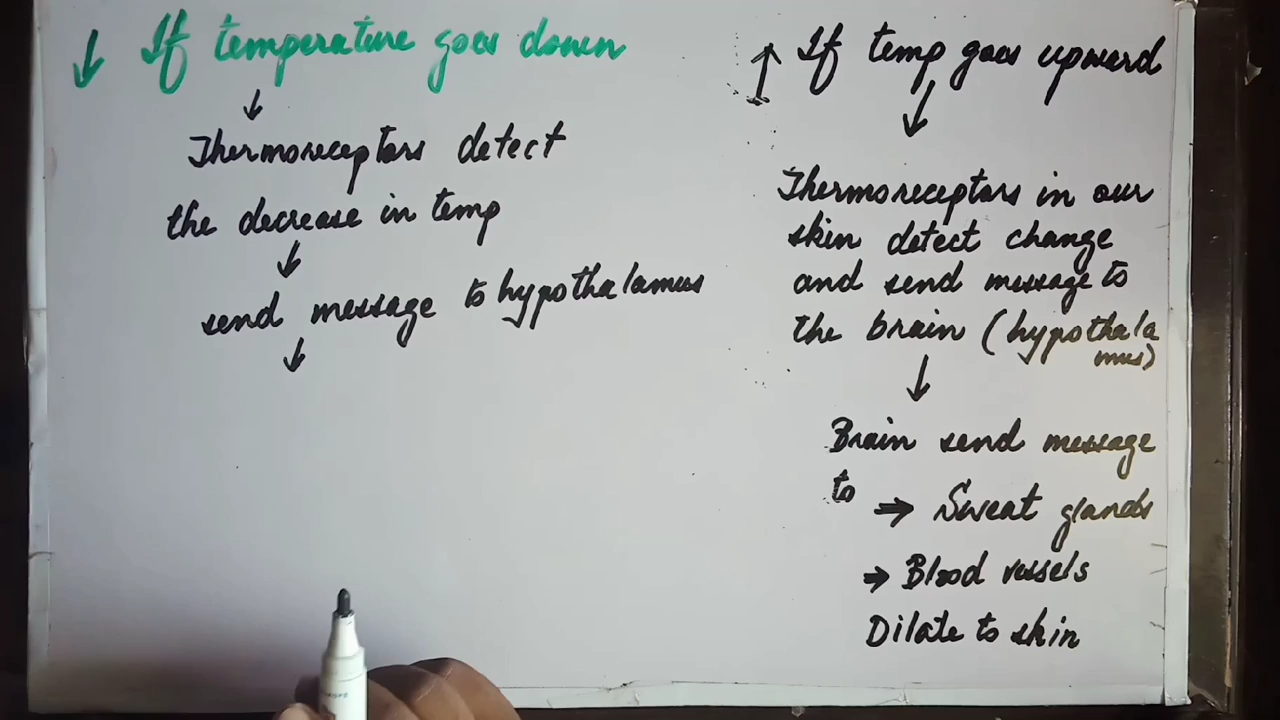 ↓ If temperature goes down
↓
Thermoreceptors detect
the decrease in temp
↓
send message to hypothalamus
↓
↑ If temp goes upward
↓
Thermoreceptors in our
skin detect change
and send message to
the brain (hypothala
mus)
↓
Brain send message
to ⇒ Sweat glands
⇒ Blood vessels
Dilate to skin